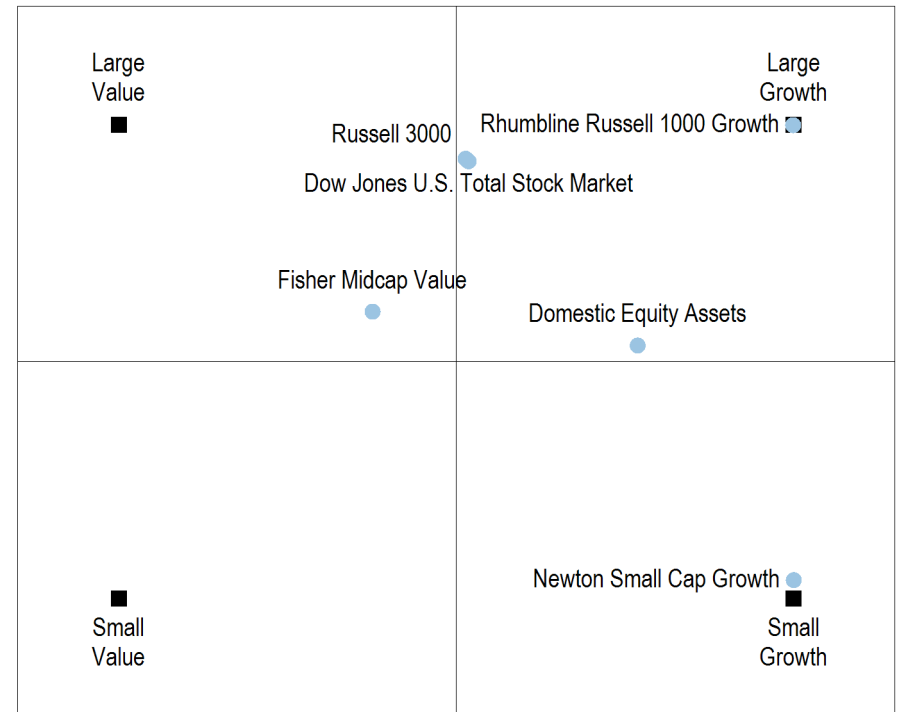 Large
Value
Large
Growth
Russell 3000
Rhumbline Russell 1000 Growth
Dow Jones U.S. Total Stock Market
Fisher Midcap Value
Domestic Equity Assets
Newton Small Cap Growth
Small
Value
Small
Growth